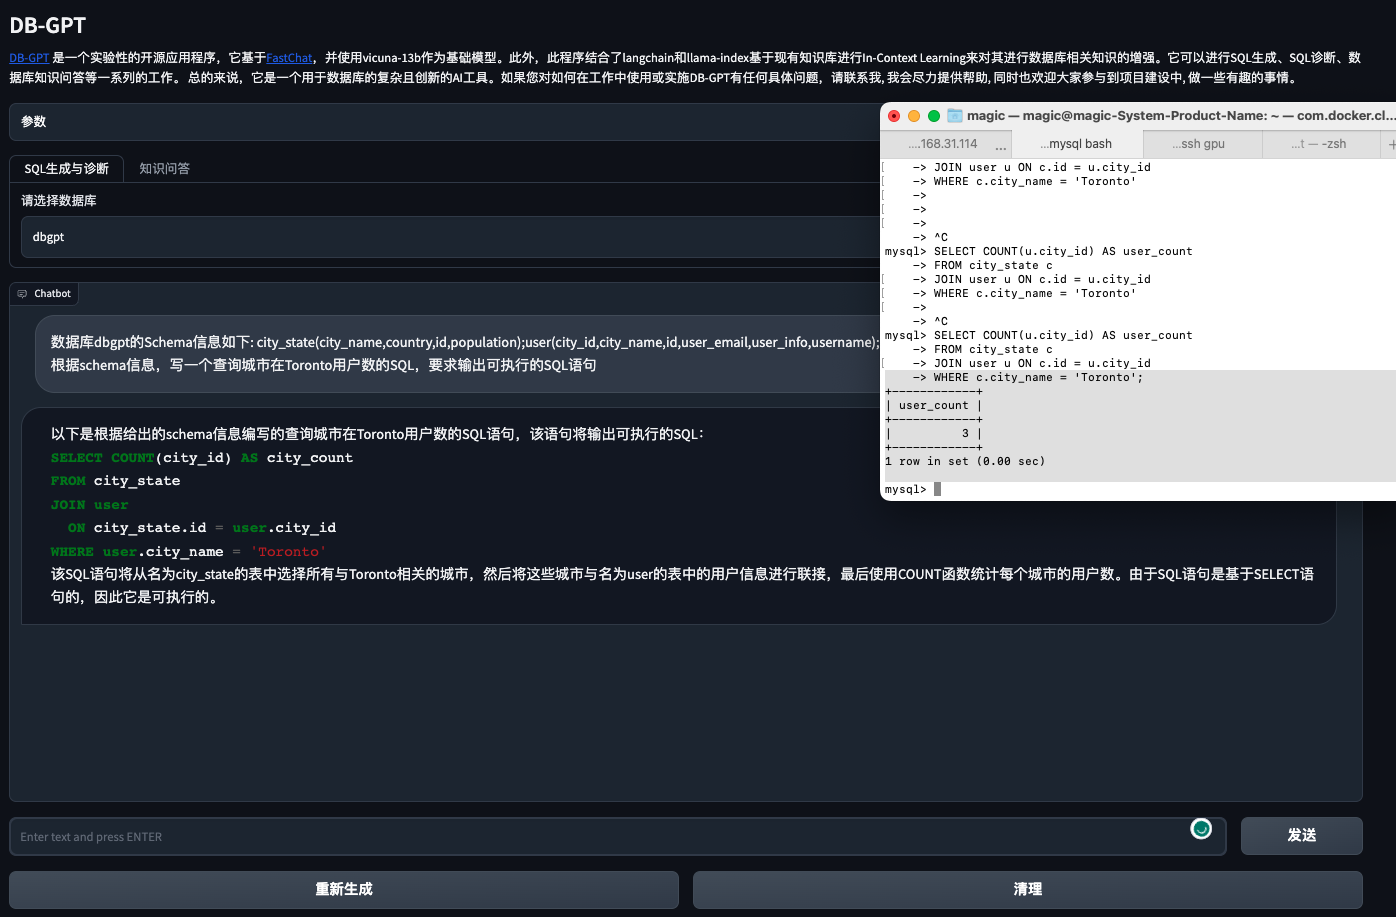 DB-GPT
DB-GPT 是一个实验性的开源应用程序，它基于FastChat，并使用vicuna-13b作为基础模型。此外，此程序结合了langchain和llama-index基于现有知识库进行In-Context Learning来对其进行数据库相关知识的增强。它可以进行SQL生成、SQL诊断、数
据库知识问答等一系列的工作。 总的来说，它是一个用于数据库的复杂且创新的AI工具。如果您对如何在工作中使用或实施DB-GPT有任何具体问题，请联系我, 我会尽力提供帮助, 同时也欢迎大家参与到项目建设中, 做一些有趣的事情。
参数
SQL生成与诊断 知识问答
请选择数据库
dbgpt
Chatbot
数据库dbgpt的Schema信息如下: city_state(city_name,country,id,population);user(city_id,city_name,id,user_email,user_info,username);
根据schema信息，写一个查询城市在Toronto用户数的SQL，要求输出可执行的SQL语句
以下是根据给出的schema信息编写的查询城市在Toronto用户数的SQL语句，该语句将输出可执行的SQL：
SELECT COUNT(city_id) AS city_count
FROM city_state
JOIN user
ON city_state.id = user.city_id
WHERE user.city_name = 'Toronto'
该SQL语句将从名为city_state的表中选择所有与Toronto相关的城市，然后将这些城市与名为user的表中的用户信息进行联接，最后使用COUNT函数统计每个城市的用户数。由于SQL语句是基于SELECT语
句的，因此它是可执行的。
Enter text and press ENTER
发送
重新生成 清理
magic — magic@magic-System-Product-Name: ~ — com.docker.cl...
....168.31.114 ... ...mysql bash ...ssh gpu ...t — -zsh +
[ -> JOIN user u ON c.id = u.city_id
[ -> WHERE c.city_name = 'Toronto'
[ ->
[ ->
[ ->
-> ^C
mysql> SELECT COUNT(u.city_id) AS user_count
-> FROM city_state c
[ -> JOIN user u ON c.id = u.city_id
[ -> WHERE c.city_name = 'Toronto'
[ ->
-> ^C
mysql> SELECT COUNT(u.city_id) AS user_count
-> FROM city_state c
[ -> JOIN user u ON c.id = u.city_id
-> WHERE c.city_name = 'Toronto';
+------------+
| user_count |
+------------+
| 3 |
+------------+
1 row in set (0.00 sec)
mysql>